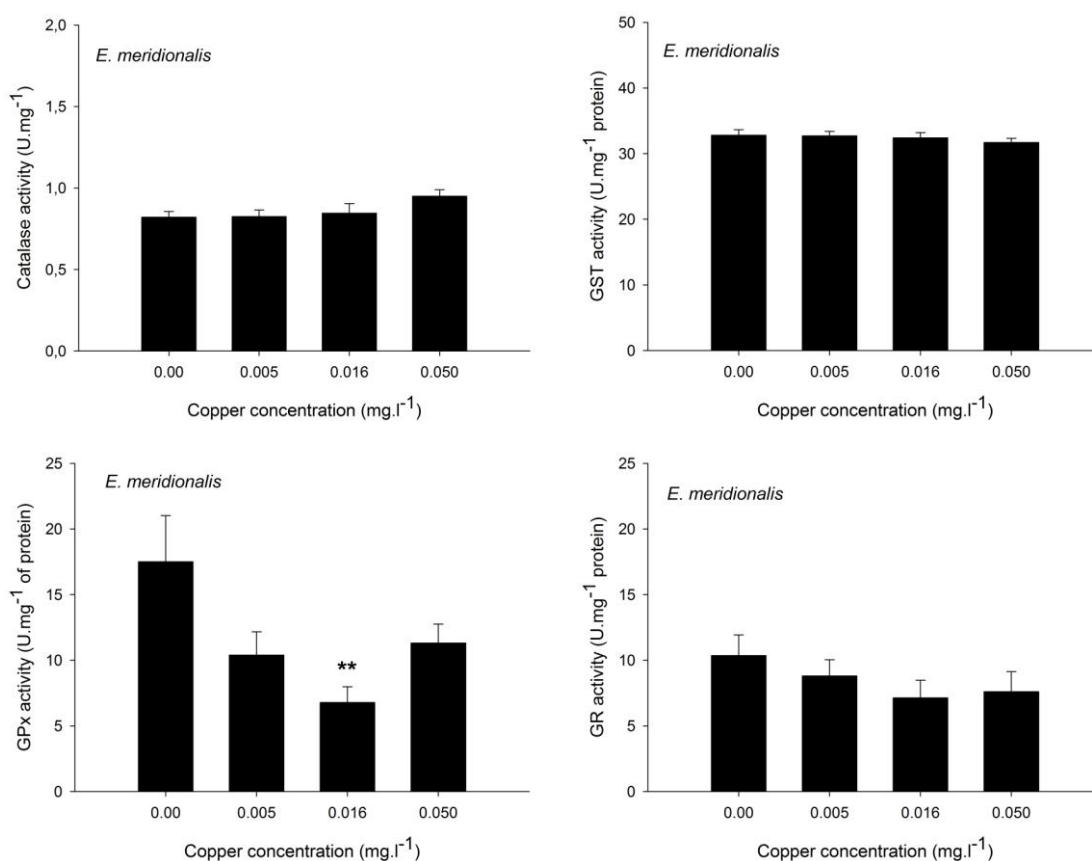 2,0
E. meridionalis
1,5
1,0
0,5
0,0
Catalase activity (U.mg⁻¹)
0.00 0.005 0.016 0.050
Copper concentration (mg.l⁻¹)
50
E. meridionalis
40
30
20
10
0
GST activity (U.mg⁻¹ protein)
0.00 0.005 0.016 0.050
Copper concentration (mg.l⁻¹)
25
E. meridionalis
20
15
10
5
0
GPx activity (U.mg⁻¹ of protein)
**
0.00 0.005 0.016 0.050
Copper concentration (mg.l⁻¹)
25
E. meridionalis
20
15
10
5
0
GR activity (U.mg⁻¹ protein)
0.00 0.005 0.016 0.050
Copper concentration (mg.l⁻¹)